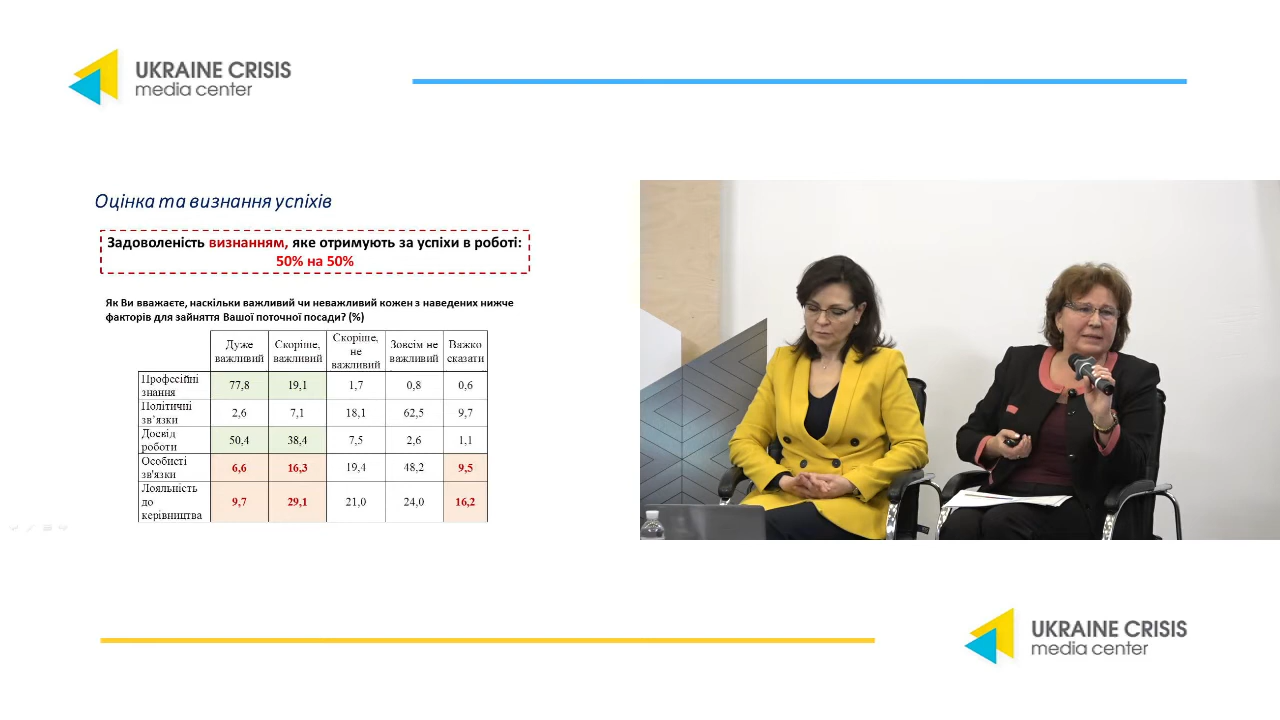 UKRAINE CRISIS
media center
Оцінка та визнання успіхів
Задоволеність визнанням, яке отримують за успіхи в роботі:
50% на 50%
Як Ви вважаєте, наскільки важливий чи неважливий кожен з наведених нижче
факторів для зайняття Вашої поточної посади? (%)
Дуже важливий | Скоріше, важливий | Скоріше, не важливий | Зовсім не важливий | Важко сказати
Професійні знання | 77,8 | 19,1 | 1,7 | 0,8 | 0,6
Політичні зв’язки | 2,6 | 7,1 | 18,1 | 62,5 | 9,7
Досвід роботи | 50,4 | 38,4 | 7,5 | 2,6 | 1,1
Особисті зв'язки | 6,6 | 16,3 | 19,4 | 48,2 | 9,5
Лояльність до керівництва | 9,7 | 29,1 | 21,0 | 24,0 | 16,2
UKRAINE CRISIS
media center